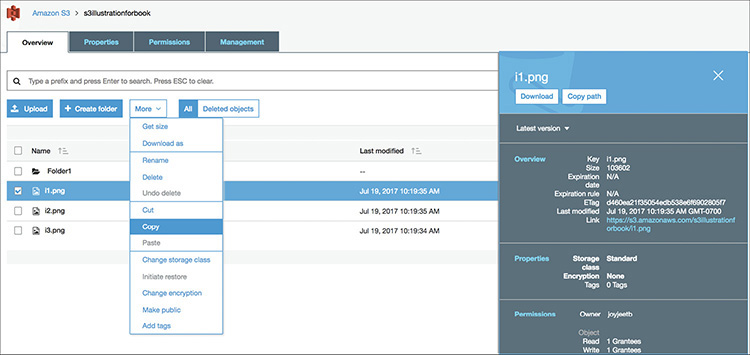 Amazon S3 > s3illustrationforbook
Overview Properties Permissions Management
Type a prefix and press Enter to search. Press ESC to clear.
Upload + Create folder More All Deleted objects
Name Last modified
Folder1 --
i1.png Jul 19, 2017 10:19:35 AM
i2.png Jul 19, 2017 10:19:35 AM
i3.png Jul 19, 2017 10:19:34 AM
Get size
Download as
Rename
Delete
Undo delete
Cut
Copy
Paste
Change storage class
Initiate restore
Change encryption
Make public
Add tags
i1.png
Download Copy path
Latest version
Overview Key i1.png
Size 103602
Expiration N/A
date
Expiration rule N/A
ETag d460ea21f35054edb538e6f6902805f7
Last modified Jul 19, 2017 10:19:35 AM GMT-0700
Link https://s3.amazonaws.com/s3illustrationf
orbook/i1.png
Properties Storage Standard
class
Encryption None
Tags 0 Tags
Permissions Owner joyjeetb
Object
Read 1 Grantees
Write 1 Grantees